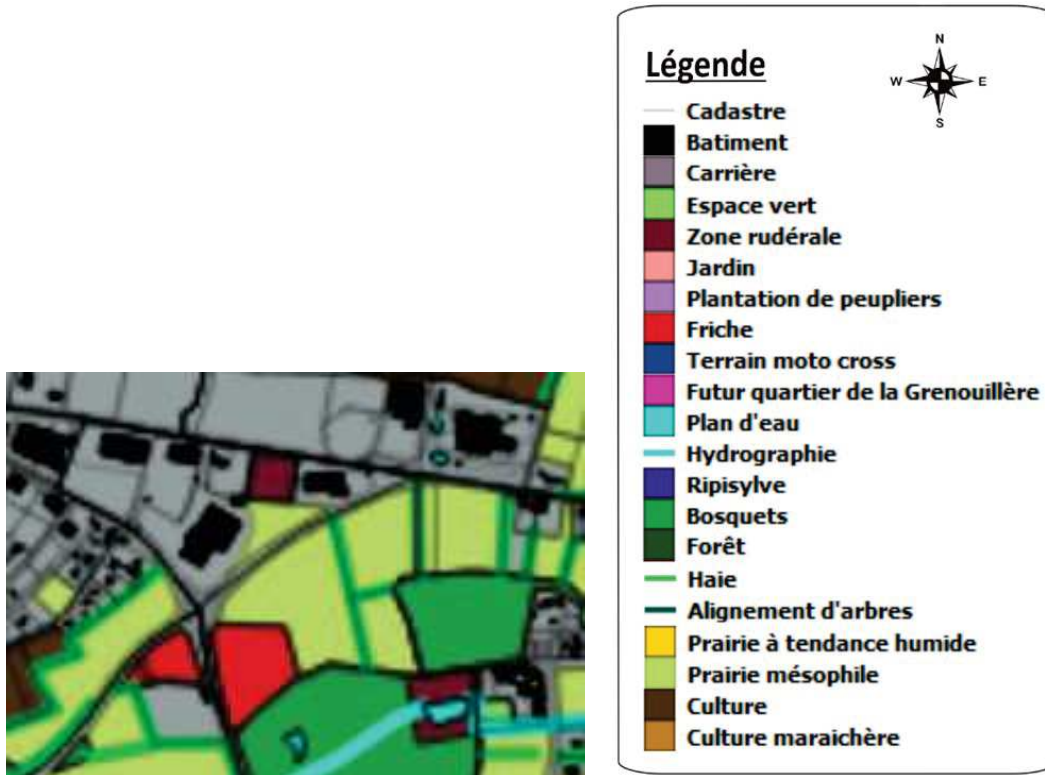 Légende
N
W E
S
Cadastre
Batiment
Carrière
Espace vert
Zone rudérale
Jardin
Plantation de peupliers
Friche
Terrain moto cross
Futur quartier de la Grenouillère
Plan d'eau
Hydrographie
Ripisylve
Bosquets
Forêt
Haie
Alignement d'arbres
Prairie à tendance humide
Prairie mésophile
Culture
Culture maraichère